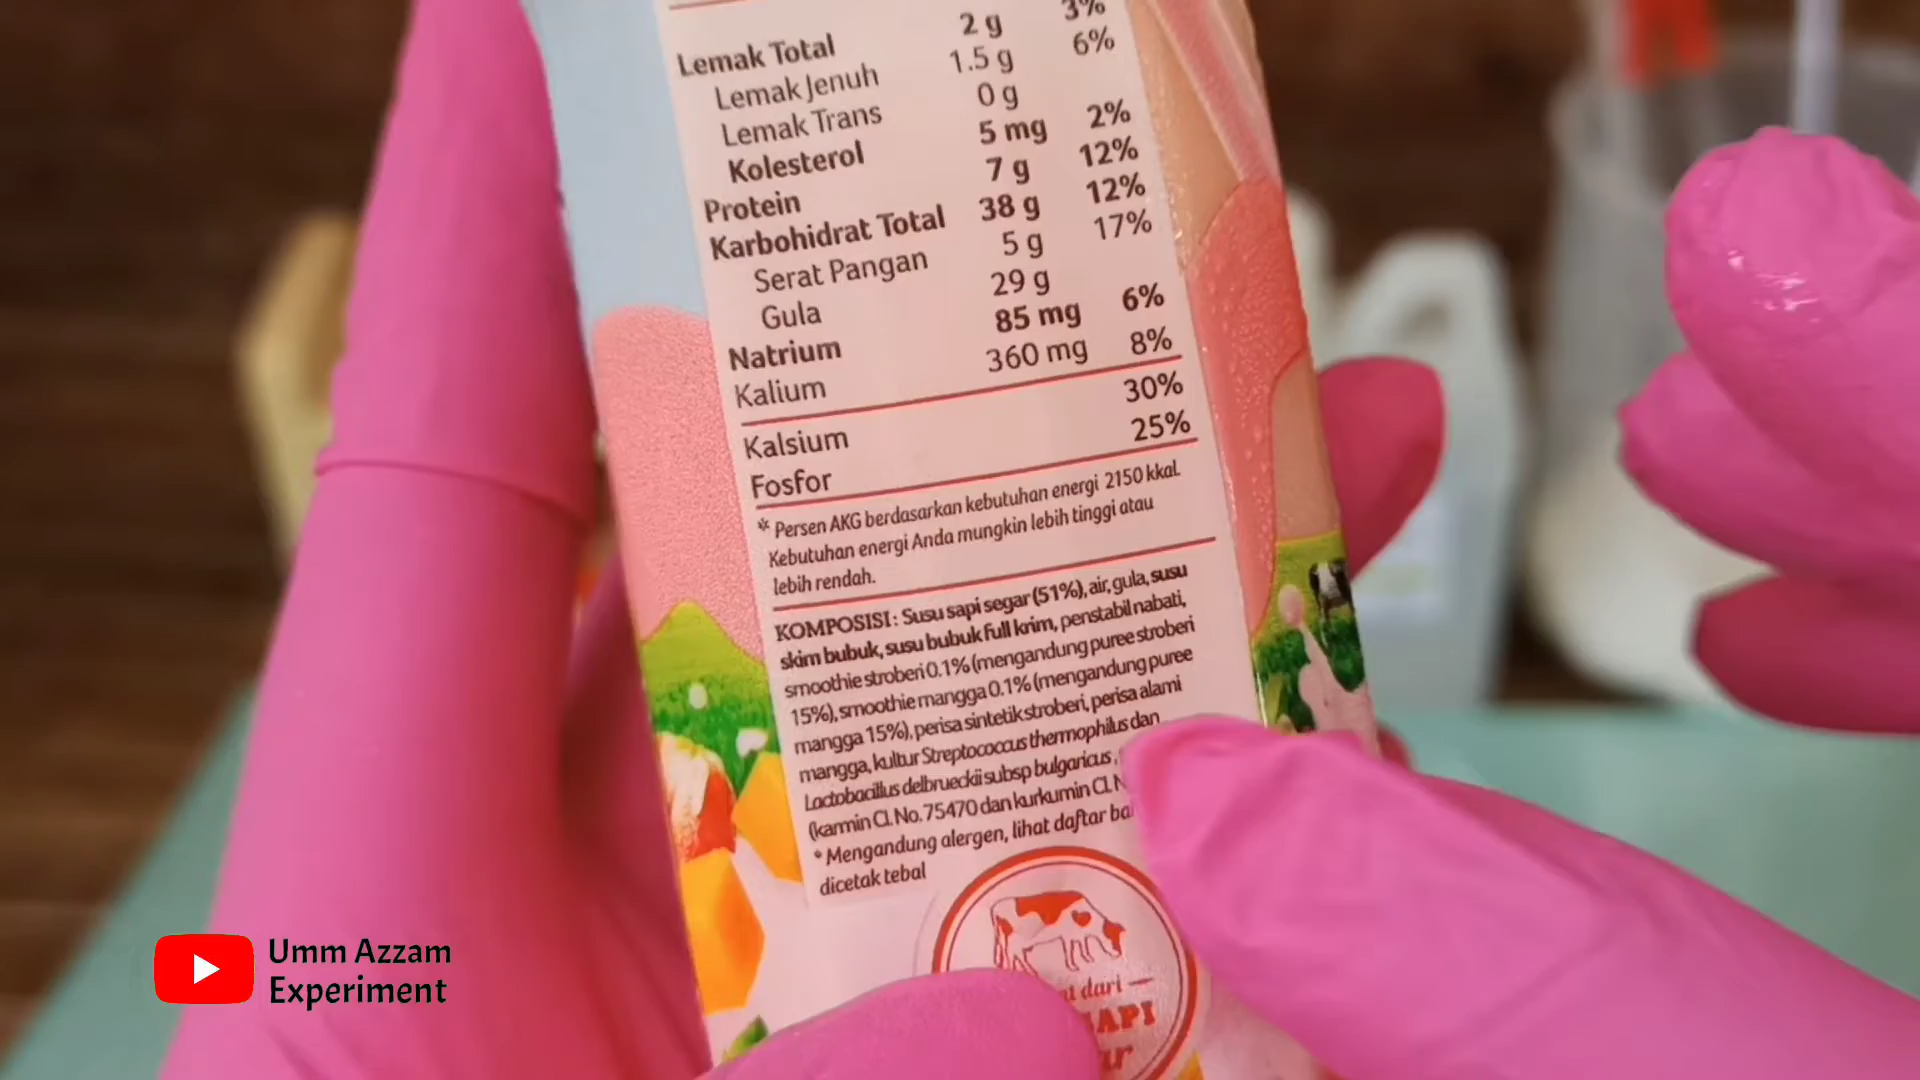 Lemak Total 2 g 3%
Lemak Jenuh 1.5 g 6%
Lemak Trans 0 g
Kolesterol 5 mg 2%
Protein 7 g 12%
Karbohidrat Total 38 g 12%
Serat Pangan 5 g 17%
Gula 29 g
Natrium 85 mg 6%
Kalium 360 mg 8%
Kalsium 30%
Fosfor 25%
* Persen AKG berdasarkan kebutuhan energi 2150 kkal.
Kebutuhan energi Anda mungkin lebih tinggi atau
lebih rendah.
KOMPOSISI: Susu sapi segar (51%), air, gula, susu
skim bubuk, susu bubuk full krim, penstabil nabati,
smoothie stroberi 0.1% (mengandung puree stroberi
15%), smoothie mangga 0.1% (mengandung puree
mangga 15%), perisa sintetik stroberi, perisa alami
mangga, kultur Streptococcus thermophilus dan
Lactobacillus delbrueckii subsp bulgaricus,
(karmin CI. No. 75470 dan kurkumin CI. N
* Mengandung alergen, lihat daftar ba
dicetak tebal
dari
API
Umm Azzam
Experiment